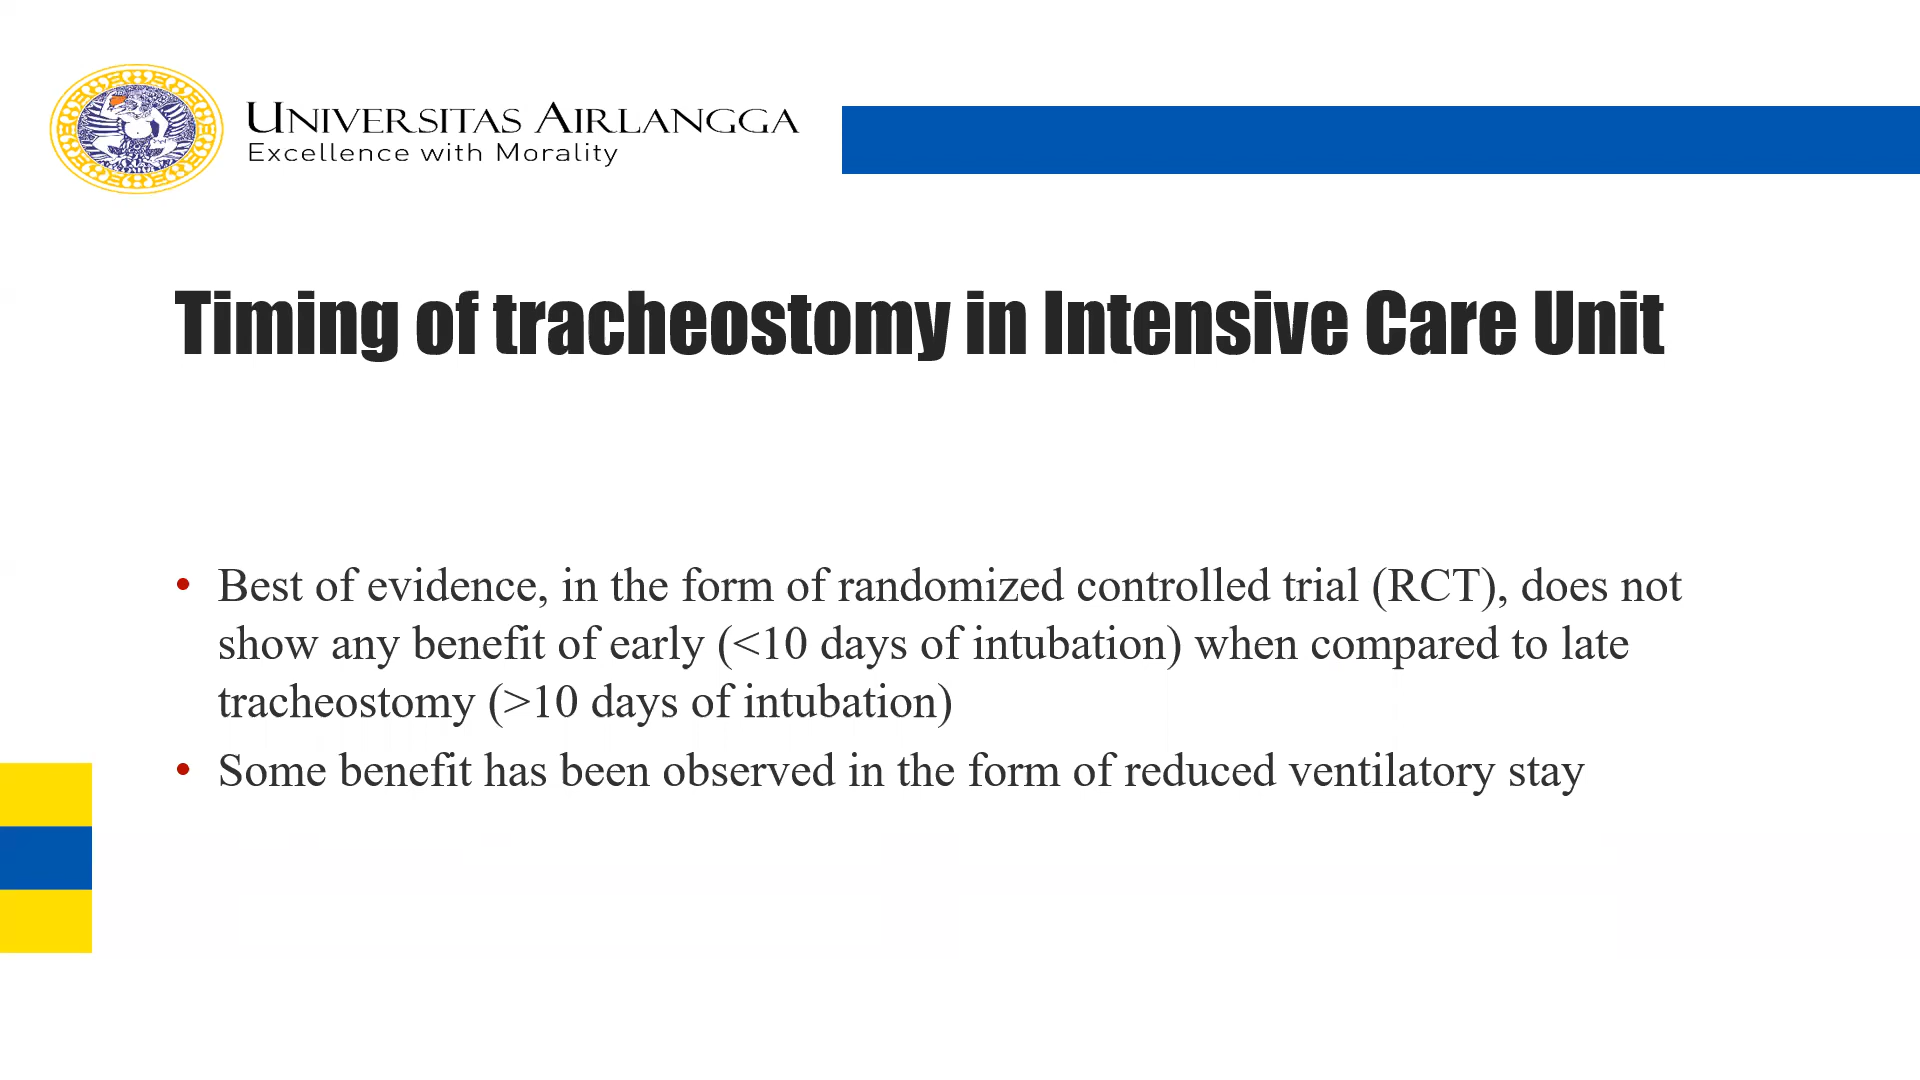 UNIVERSITAS AIRLANGGA
Excellence with Morality
Timing of tracheostomy in Intensive Care Unit
• Best of evidence, in the form of randomized controlled trial (RCT), does not
show any benefit of early (<10 days of intubation) when compared to late
tracheostomy (>10 days of intubation)
• Some benefit has been observed in the form of reduced ventilatory stay